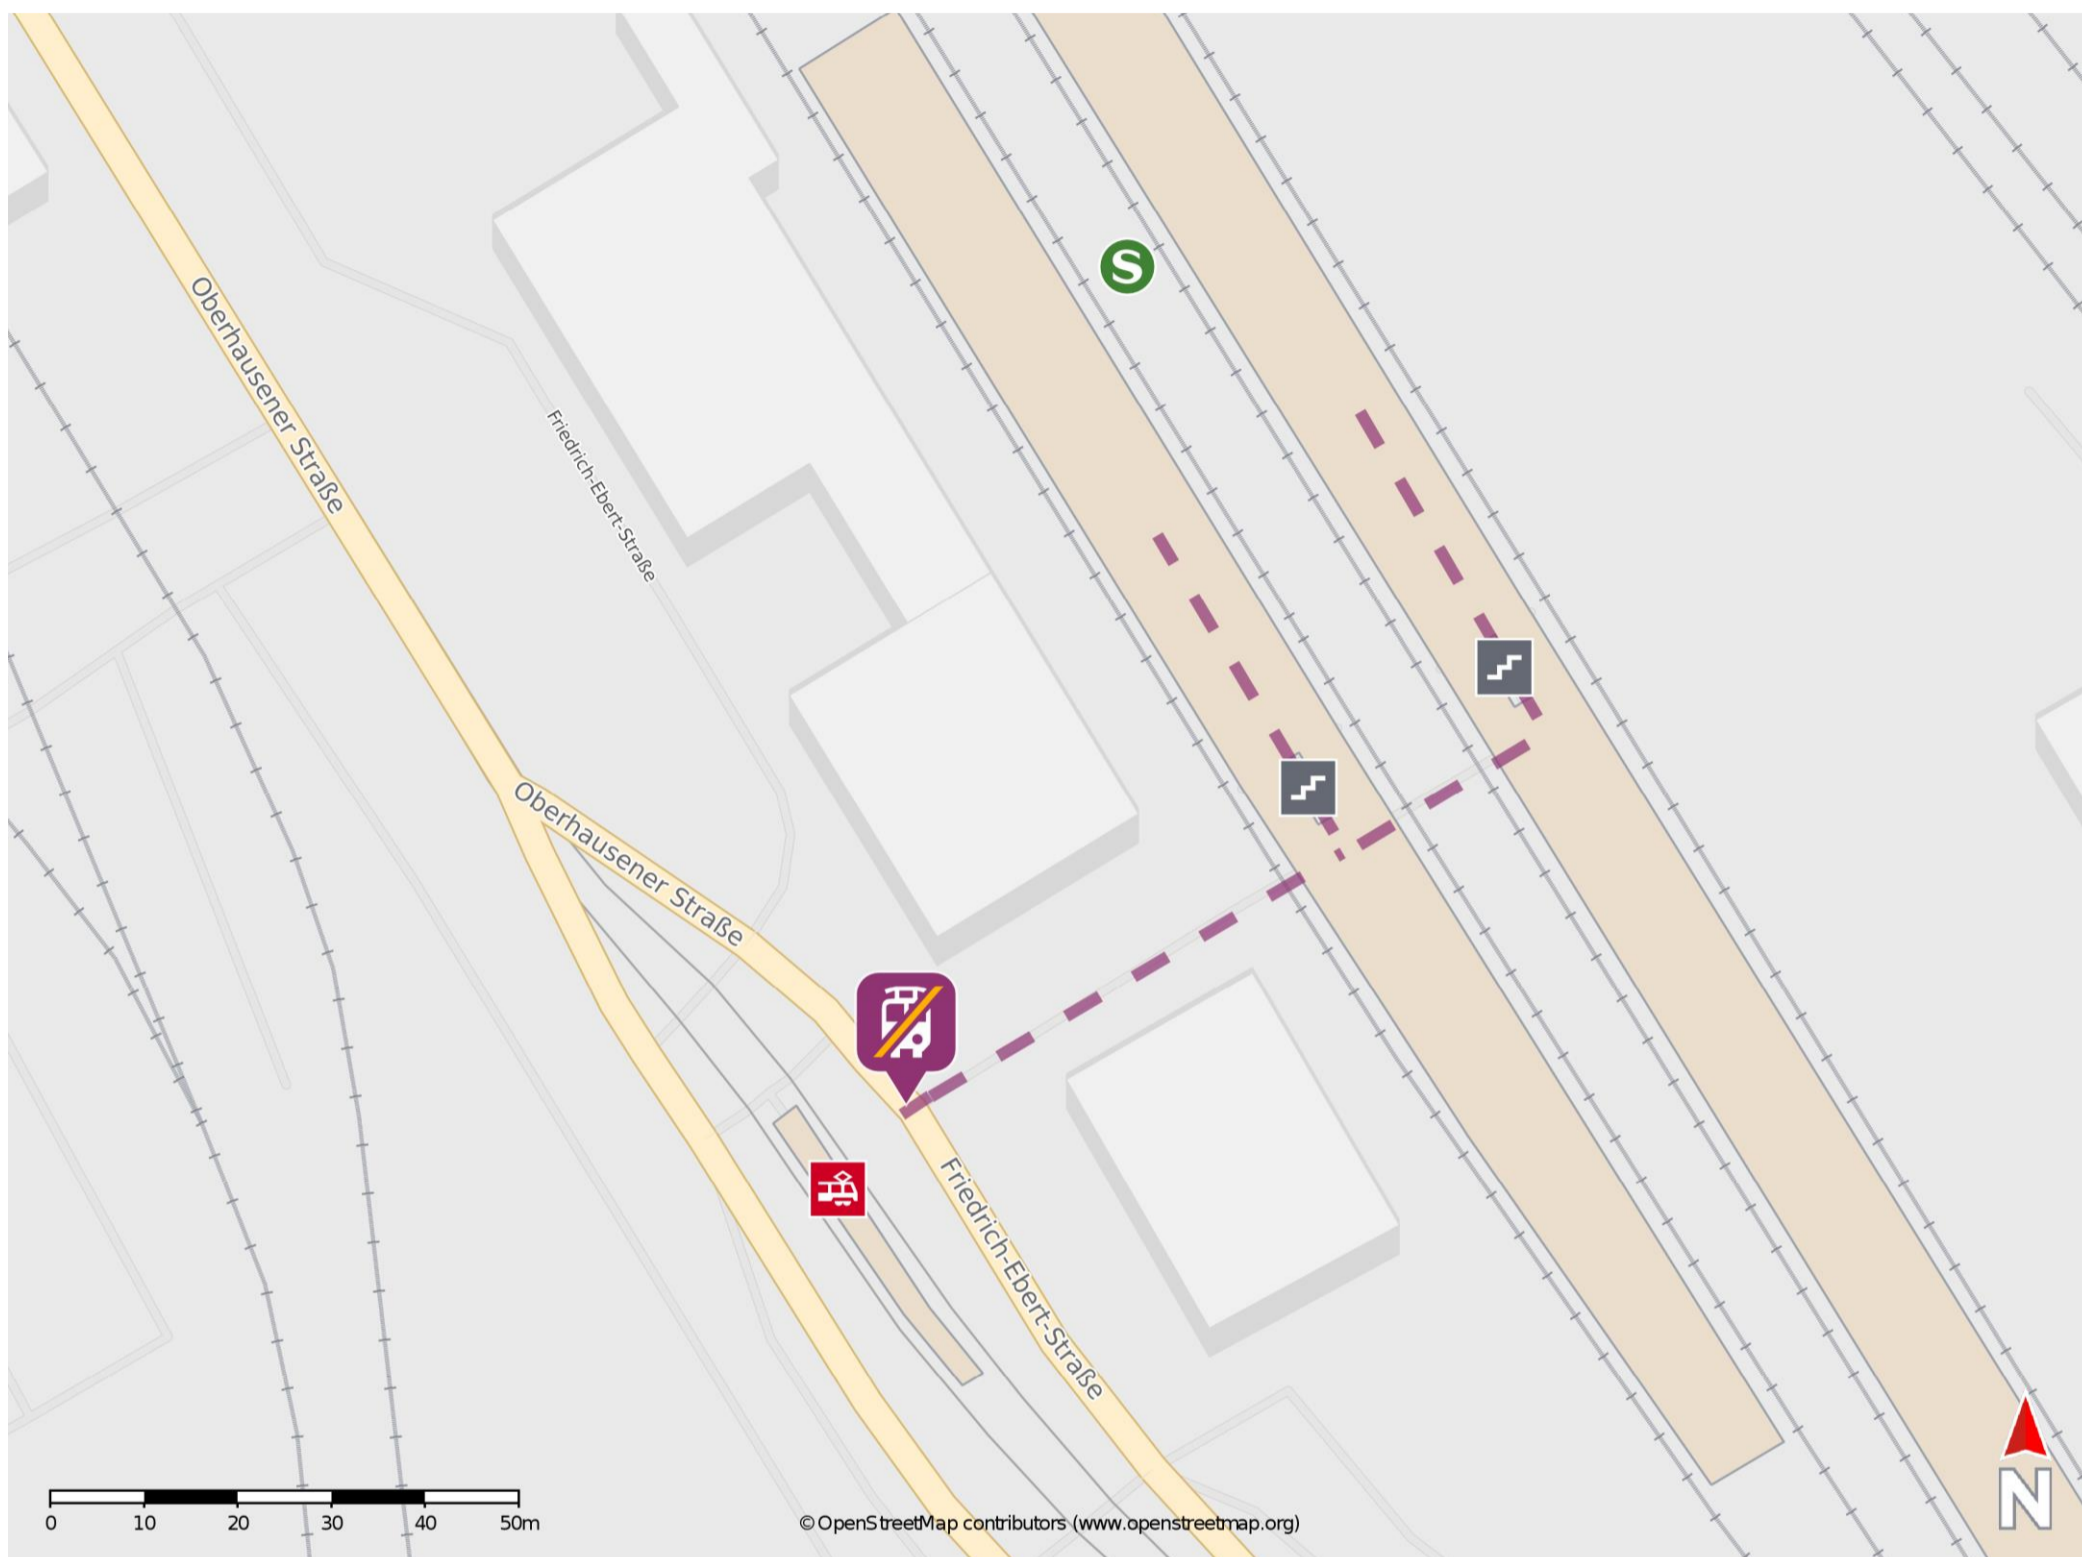 S
Oberhausener Straße
Friedrich-Ebert-Straße
Oberhausener Straße
Friedrich-Ebert-Straße
0 10 20 30 40 50m
© OpenStreetMap contributors (www.openstreetmap.org)
N